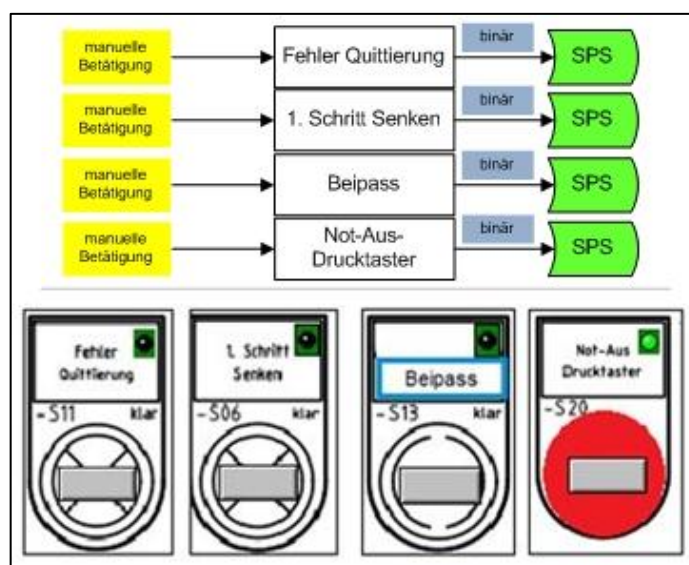 manuelle
Betätigung
Fehler Quittierung
binär
SPS
manuelle
Betätigung
1. Schritt Senken
binär
SPS
manuelle
Betätigung
Beipass
binär
SPS
manuelle
Betätigung
Not-Aus-
Drucktaster
binär
SPS
Fehler
Quittierung
-S11 klar
1. Schritt
Senken
-S06 klar
Beipass
-S13 klar
Not-Aus
Drucktaster
-S20